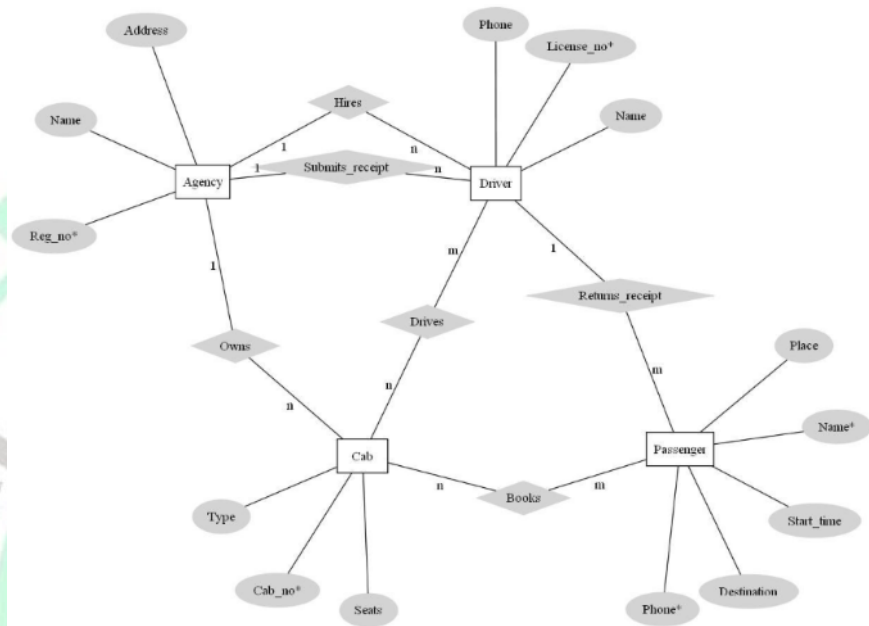 Phone
Address
License_no*
Hires
Name
Name
1
n
1
Submits_receipt
n
Agency
Driver
Reg_no*
m
1
1
Returns_receipt
Drives
Owns
Place
m
n
n
Name*
Cab
Passenger
n
Books
m
Type
Start_time
Cab_no*
Destination
Seats
Phone*